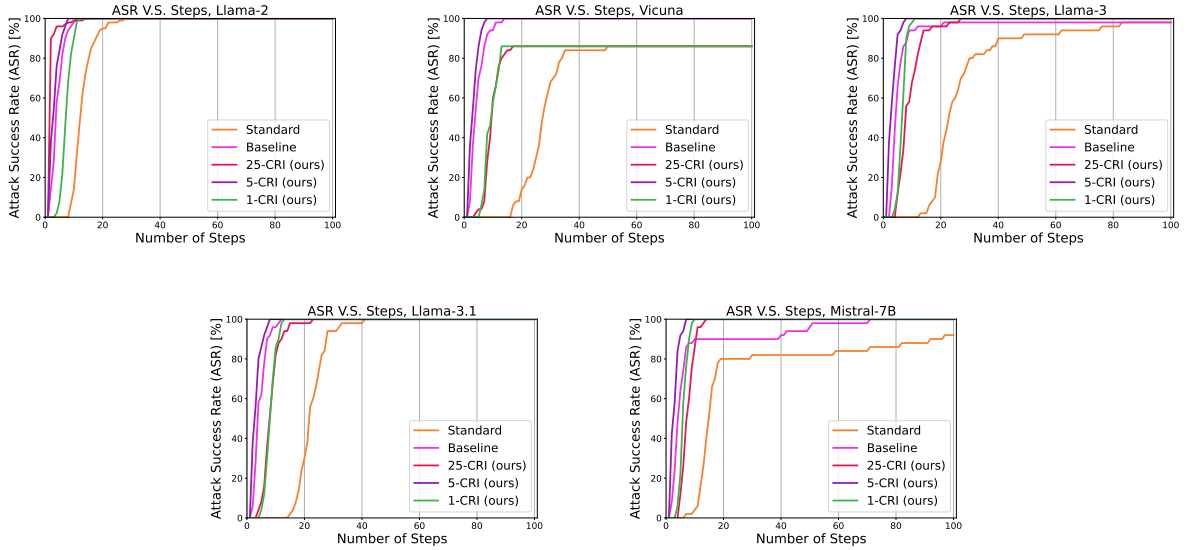 ASR V.S. Steps, Llama-2
Attack Success Rate (ASR) [%]
100
80
60
40
20
0
Standard
Baseline
25-CRI (ours)
5-CRI (ours)
1-CRI (ours)
0 20 40 60 80 100
Number of Steps
ASR V.S. Steps, Vicuna
Attack Success Rate (ASR) [%]
100
80
60
40
20
0
Standard
Baseline
25-CRI (ours)
5-CRI (ours)
1-CRI (ours)
0 20 40 60 80 100
Number of Steps
ASR V.S. Steps, Llama-3
Attack Success Rate (ASR) [%]
100
80
60
40
20
0
Standard
Baseline
25-CRI (ours)
5-CRI (ours)
1-CRI (ours)
0 20 40 60 80 100
Number of Steps
ASR V.S. Steps, Llama-3.1
Attack Success Rate (ASR) [%]
100
80
60
40
20
0
Standard
Baseline
25-CRI (ours)
5-CRI (ours)
1-CRI (ours)
0 20 40 60 80 100
Number of Steps
ASR V.S. Steps, Mistral-7B
Attack Success Rate (ASR) [%]
100
80
60
40
20
0
Standard
Baseline
25-CRI (ours)
5-CRI (ours)
1-CRI (ours)
0 20 40 60 80 100
Number of Steps